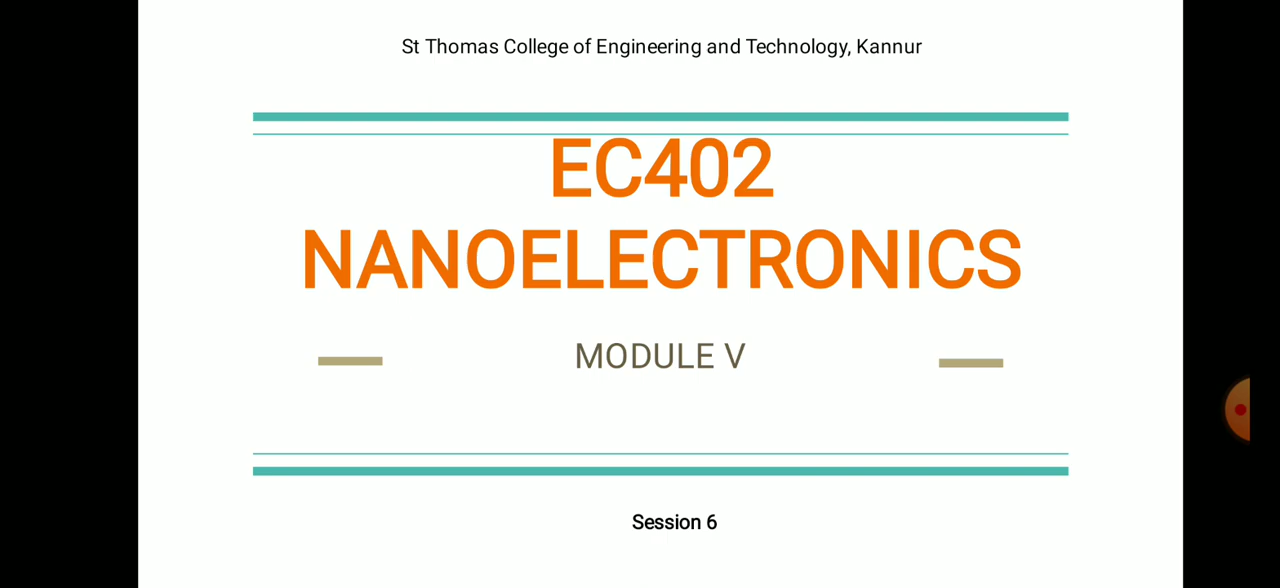 St Thomas College of Engineering and Technology, Kannur
EC402
NANOELECTRONICS
MODULE V
Session 6